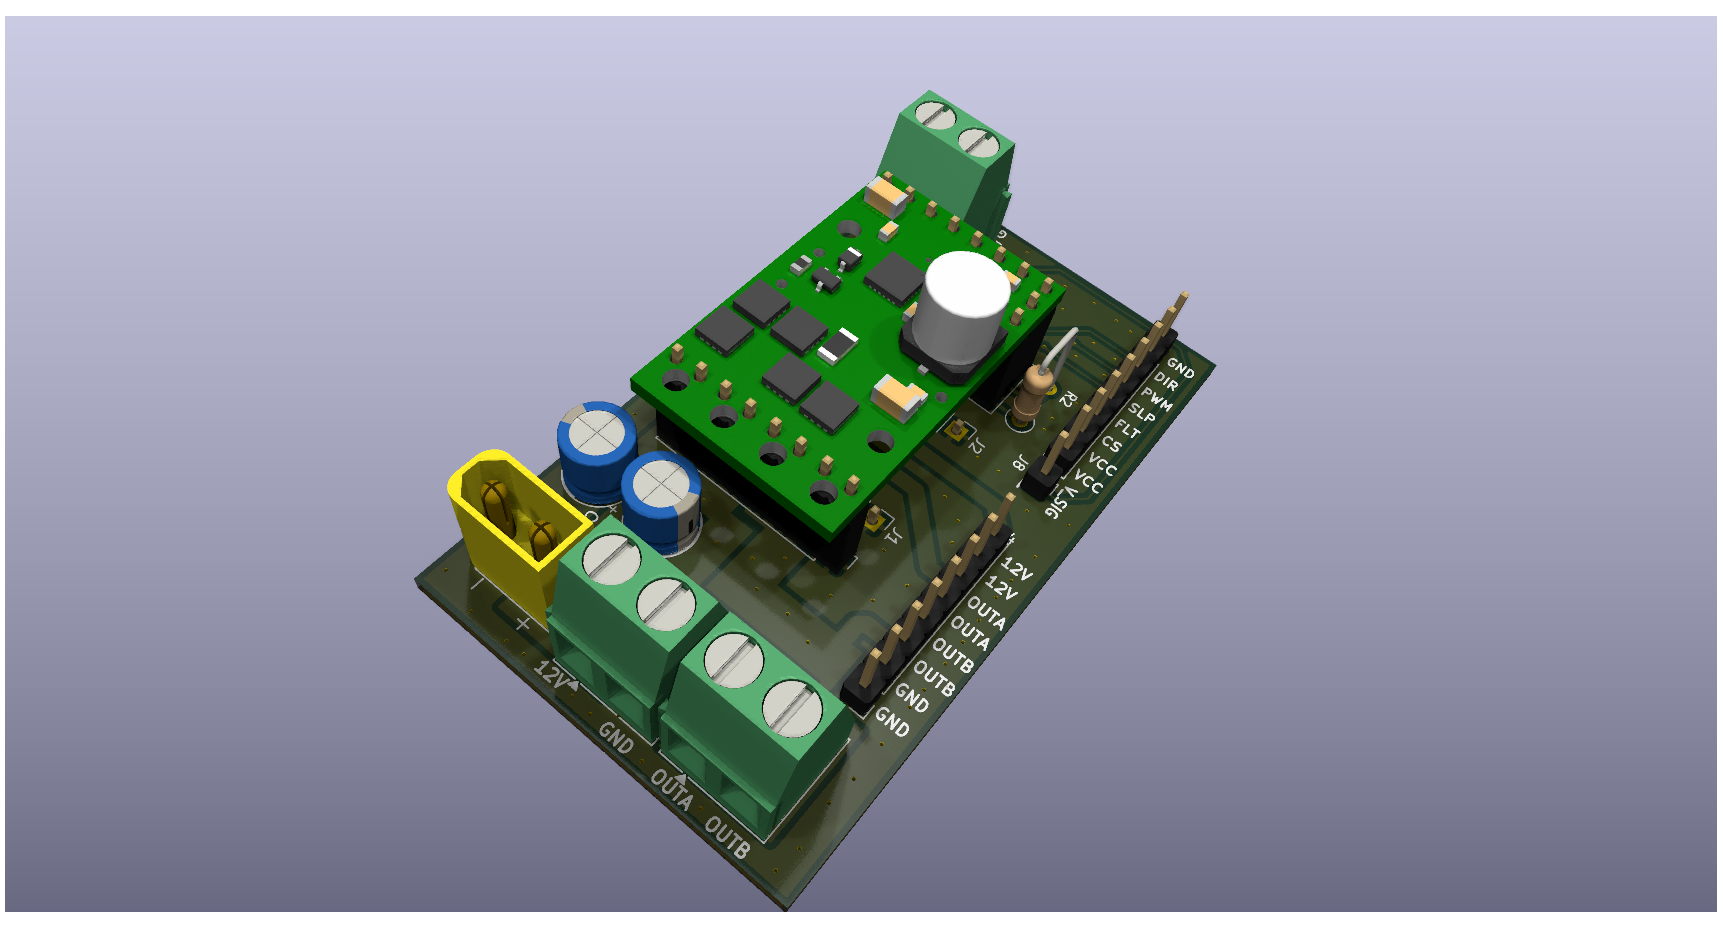 G
R2
GND
DIR
PWM
SLP
FLT
CS
VCC
VCC
V_SIG
J8
J2
J1
+
12V
12V
OUTA
OUTA
OUTB
OUTB
GND
GND
-
+
12V
GND
OUTA
OUTB